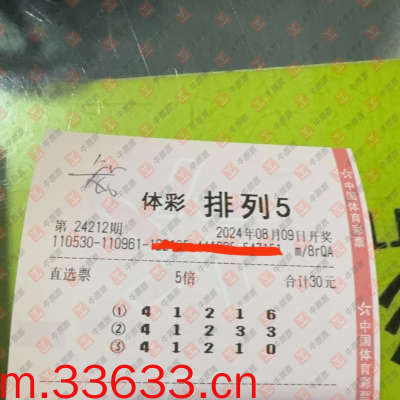 体彩 排列5
第 24212期 2024年08月09日开奖
110530-110961- m/8rQA
直选票 5倍 合计30元
① 4 1 2 1 6
② 4 1 2 3 3
③ 4 1 2 1 0
中国体育彩票
中国体育彩票
m.33633.cn